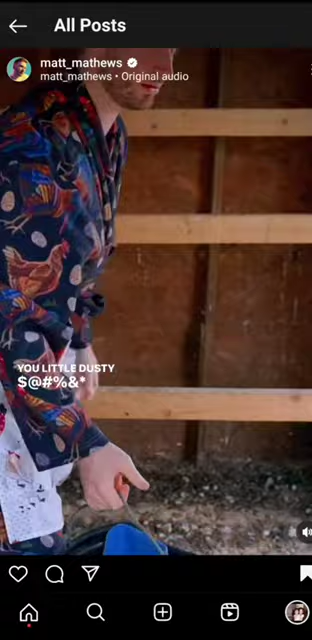 All Posts
matt_mathews
matt_mathews • Original audio
YOU LITTLE DUSTY
$@#%&*